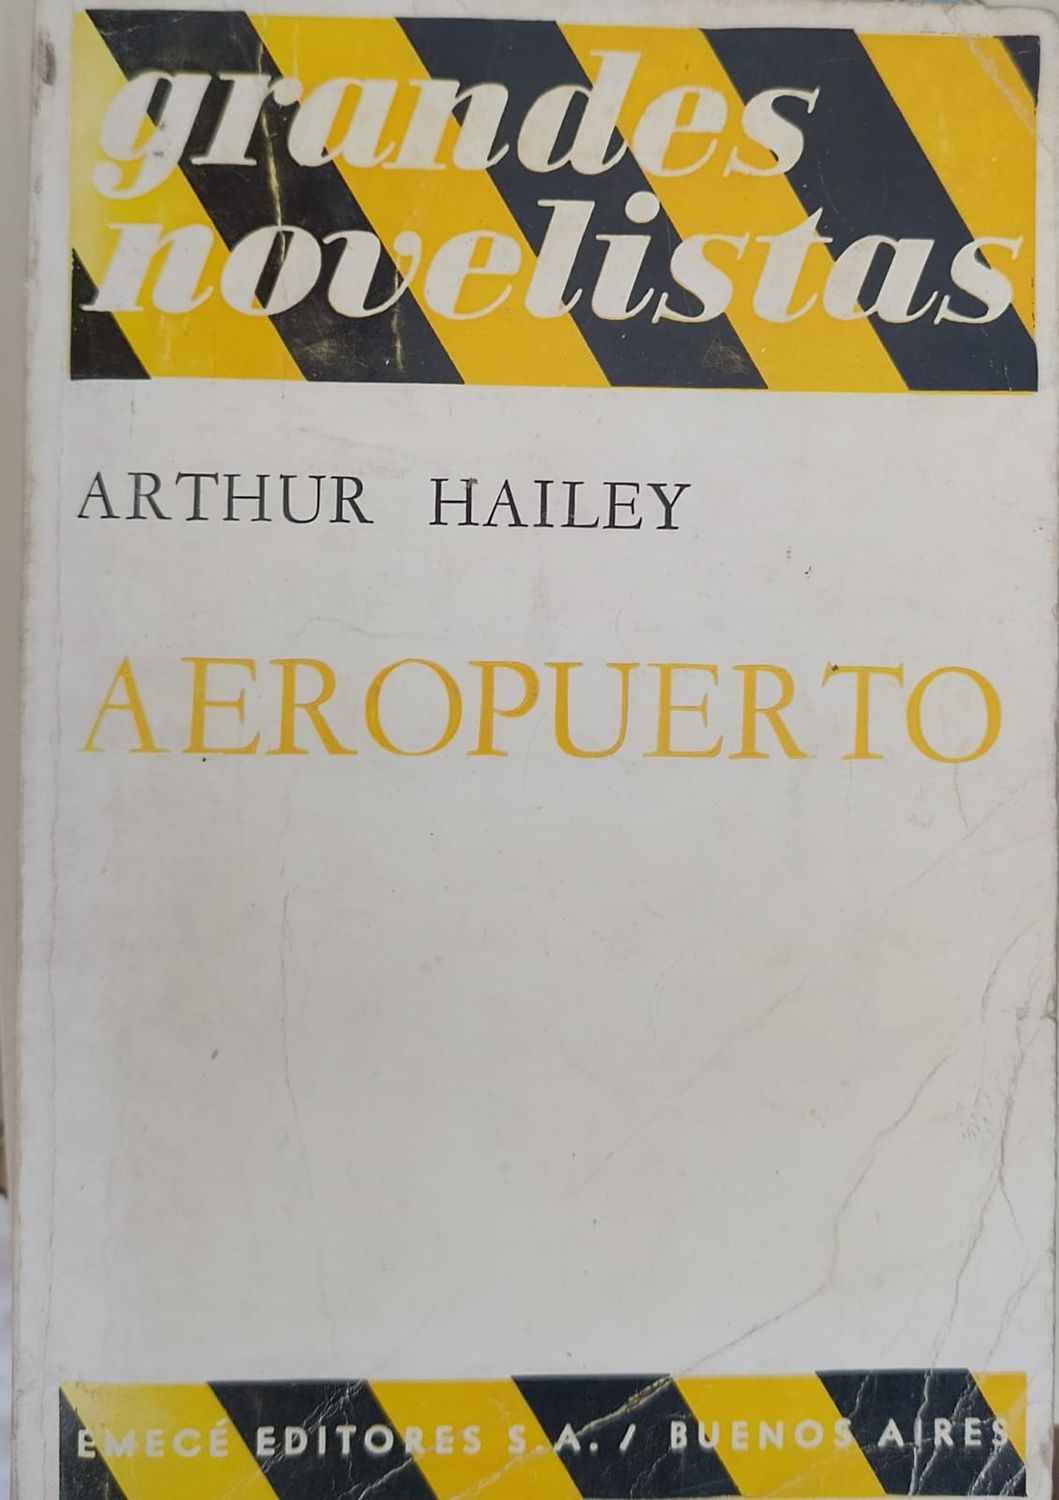 grandes
novelistas
ARTHUR HAILEY
AEROPUERTO
EMECÉ EDITORES S.A. / BUENOS AIRES